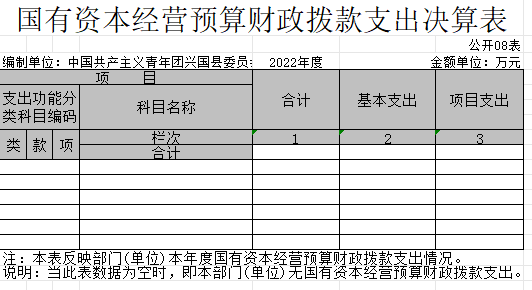 国有资本经营预算财政拨款支出决算表
公开08表
编制单位：中国共产主义青年团兴国县委员 2022年度 金额单位：万元
项 目
支出功能分类科目编码 科目名称 合计 基本支出 项目支出
类 款 项 栏次 1 2 3
合计
注：本表反映部门(单位)本年度国有资本经营预算财政拨款支出情况。
说明：当此表数据为空时，即本部门(单位)无国有资本经营预算财政拨款支出。